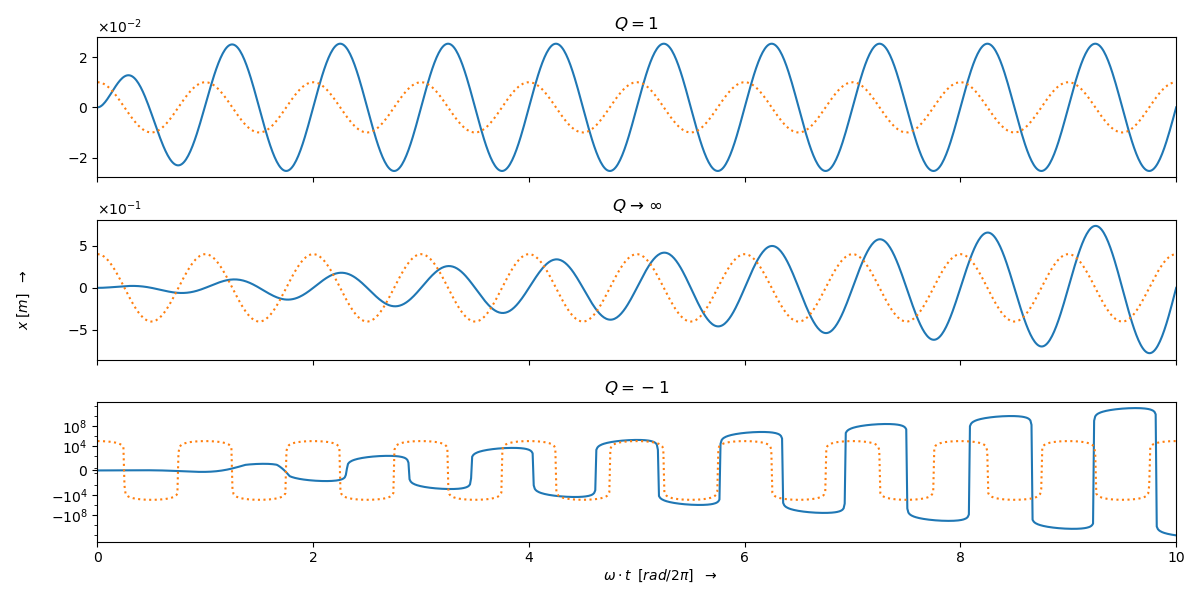 Q = 1
×10⁻²
2
0
−2
Q → ∞
×10⁻¹
5
0
−5
x [m] →
Q = −1
10⁸
10⁴
0
−10⁴
−10⁸
0 2 4 6 8 10
ω · t [rad/2π] →